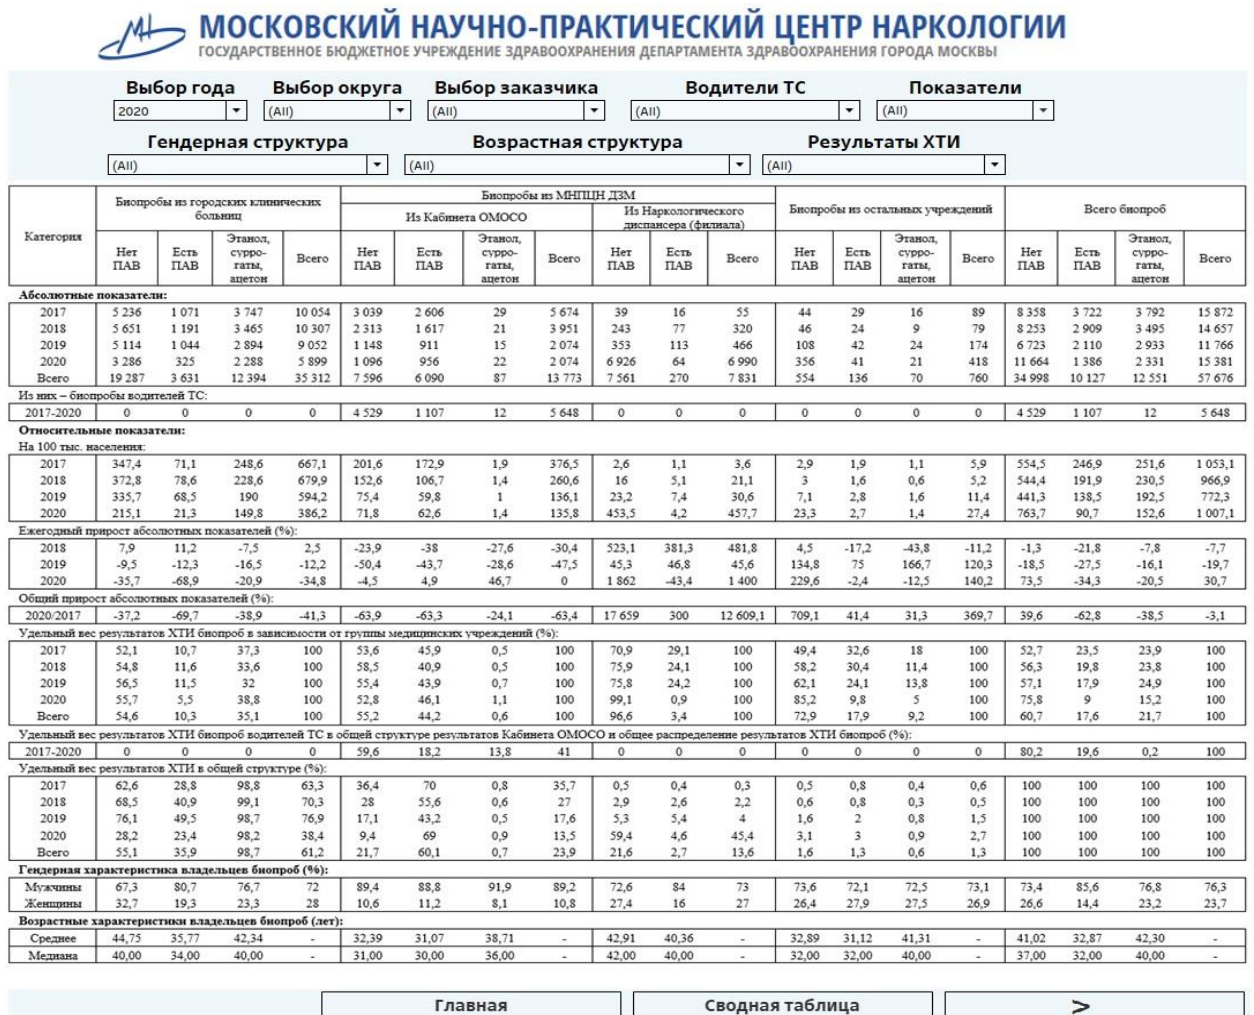 МОСКОВСКИЙ НАУЧНО-ПРАКТИЧЕСКИЙ ЦЕНТР НАРКОЛОГИИ
ГОСУДАРСТВЕННОЕ БЮДЖЕТНОЕ УЧРЕЖДЕНИЕ ЗДРАВООХРАНЕНИЯ ДЕПАРТАМЕНТА ЗДРАВООХРАНЕНИЯ ГОРОДА МОСКВЫ
Выбор года Выбор округа Выбор заказчика Водители ТС Показатели
2020 (All) (All) (All) (All)
Гендерная структура Возрастная структура Результаты ХТИ
(All) (All) (All)
Категория Биопробы из городских клинических больниц Биопробы из МНПЦН ДЗМ Биопробы из остальных учреждений Всего биопроб
Из Кабинета ОМОСО Из Наркологического диспансера (филиала)
Нет ПАВ Есть ПАВ Этанол, сурро-гаты, ацетон Всего Нет ПАВ Есть ПАВ Этанол, сурро-гаты, ацетон Всего Нет ПАВ Есть ПАВ Всего Нет ПАВ Есть ПАВ Этанол, сурро-гаты, ацетон Всего Нет ПАВ Есть ПАВ Этанол, сурро-гаты, ацетон Всего
Абсолютные показатели:
2017 5 236 1 071 3 747 10 054 3 039 2 606 29 5 674 39 16 55 44 29 16 89 8 358 3 722 3 792 15 872
2018 5 651 1 191 3 465 10 307 2 313 1 617 21 3 951 243 77 320 46 24 9 79 8 253 2 909 3 495 14 657
2019 5 114 1 044 2 894 9 052 1 148 911 15 2 074 353 113 466 108 42 24 174 6 723 2 110 2 933 11 766
2020 3 286 325 2 288 5 899 1 096 956 22 2 074 6 926 64 6 990 356 41 21 418 11 664 1 386 2 331 15 381
Всего 19 287 3 631 12 394 35 312 7 596 6 090 87 13 773 7 561 270 7 831 554 136 70 760 34 998 10 127 12 551 57 676
Из них – биопробы водителей ТС:
2017-2020 0 0 0 0 4 529 1 107 12 5 648 0 0 0 0 0 0 0 4 529 1 107 12 5 648
Относительные показатели:
На 100 тыс. населения:
2017 347,4 71,1 248,6 667,1 201,6 172,9 1,9 376,5 2,6 1,1 3,6 2,9 1,9 1,1 5,9 554,5 246,9 251,6 1 053,1
2018 372,8 78,6 228,6 679,9 152,6 106,7 1,4 260,6 16 5,1 21,1 3 1,6 0,6 5,2 544,4 191,9 230,5 966,9
2019 335,7 68,5 190 594,2 75,4 59,8 1 136,1 23,2 7,4 30,6 7,1 2,8 1,6 11,4 441,3 138,5 192,5 772,3
2020 215,1 21,3 149,8 386,2 71,8 62,6 1,4 135,8 453,5 4,2 457,7 23,3 2,7 1,4 27,4 763,7 90,7 152,6 1 007,1
Ежегодный прирост абсолютных показателей (%):
2018 7,9 11,2 -7,5 2,5 -23,9 -38 -27,6 -30,4 523,1 381,3 481,8 4,5 -17,2 -43,8 -11,2 -1,3 -21,8 -7,8 -7,7
2019 -9,5 -12,3 -16,5 -12,2 -50,4 -43,7 -28,6 -47,5 45,3 46,8 45,6 134,8 75 166,7 120,3 -18,5 -27,5 -16,1 -19,7
2020 -35,7 -68,9 -20,9 -34,8 -4,5 4,9 46,7 0 1 862 -43,4 1 400 229,6 -2,4 -12,5 140,2 73,5 -34,3 -20,5 30,7
Общий прирост абсолютных показателей (%):
2020/2017 -37,2 -69,7 -38,9 -41,3 -63,9 -63,3 -24,1 -63,4 17 659 300 12 609,1 709,1 41,4 31,3 369,7 39,6 -62,8 -38,5 -3,1
Удельный вес результатов ХТИ биопроб в зависимости от группы медицинских учреждений (%):
2017 52,1 10,7 37,3 100 53,6 45,9 0,5 100 70,9 29,1 100 49,4 32,6 18 100 52,7 23,5 23,9 100
2018 54,8 11,6 33,6 100 58,5 40,9 0,5 100 75,9 24,1 100 58,2 30,4 11,4 100 56,3 19,8 23,8 100
2019 56,5 11,5 32 100 55,4 43,9 0,7 100 75,8 24,2 100 62,1 24,1 13,8 100 57,1 17,9 24,9 100
2020 55,7 5,5 38,8 100 52,8 46,1 1,1 100 99,1 0,9 100 85,2 9,8 5 100 75,8 9 15,2 100
Всего 54,6 10,3 35,1 100 55,2 44,2 0,6 100 96,6 3,4 100 72,9 17,9 9,2 100 60,7 17,6 21,7 100
Удельный вес результатов ХТИ биопроб водителей ТС в общей структуре результатов Кабинета ОМОСО и общее распределение результатов ХТИ биопроб (%):
2017-2020 0 0 0 0 59,6 18,2 13,8 41 0 0 0 0 0 0 0 80,2 19,6 0,2 100
Удельный вес результатов ХТИ в общей структуре (%):
2017 62,6 28,8 98,8 63,3 36,4 70 0,8 35,7 0,5 0,4 0,3 0,5 0,8 0,4 0,6 100 100 100 100
2018 68,5 40,9 99,1 70,3 28 55,6 0,6 27 2,9 2,6 2,2 0,6 0,8 0,3 0,5 100 100 100 100
2019 76,1 49,5 98,7 76,9 17,1 43,2 0,5 17,6 5,3 5,4 4 1,6 2 0,8 1,5 100 100 100 100
2020 28,2 23,4 98,2 38,4 9,4 69 0,9 13,5 59,4 4,6 45,4 3,1 3 0,9 2,7 100 100 100 100
Всего 55,1 35,9 98,7 61,2 21,7 60,1 0,7 23,9 21,6 2,7 13,6 1,6 1,3 0,6 1,3 100 100 100 100
Гендерная характеристика владельцев биопроб (%):
Мужчины 67,3 80,7 76,7 72 89,4 88,8 91,9 89,2 72,6 84 73 73,6 72,1 72,5 73,1 73,4 85,6 76,8 76,3
Женщины 32,7 19,3 23,3 28 10,6 11,2 8,1 10,8 27,4 16 27 26,4 27,9 27,5 26,9 26,6 14,4 23,2 23,7
Возрастные характеристики владельцев биопроб (лет):
Среднее 44,75 35,77 42,34 - 32,39 31,07 38,71 - 42,91 40,36 - 32,89 31,12 41,31 - 41,02 32,87 42,30 -
Медиана 40,00 34,00 40,00 - 31,00 30,00 36,00 - 42,00 40,00 - 32,00 32,00 40,00 - 37,00 32,00 40,00 -
Главная Сводная таблица >